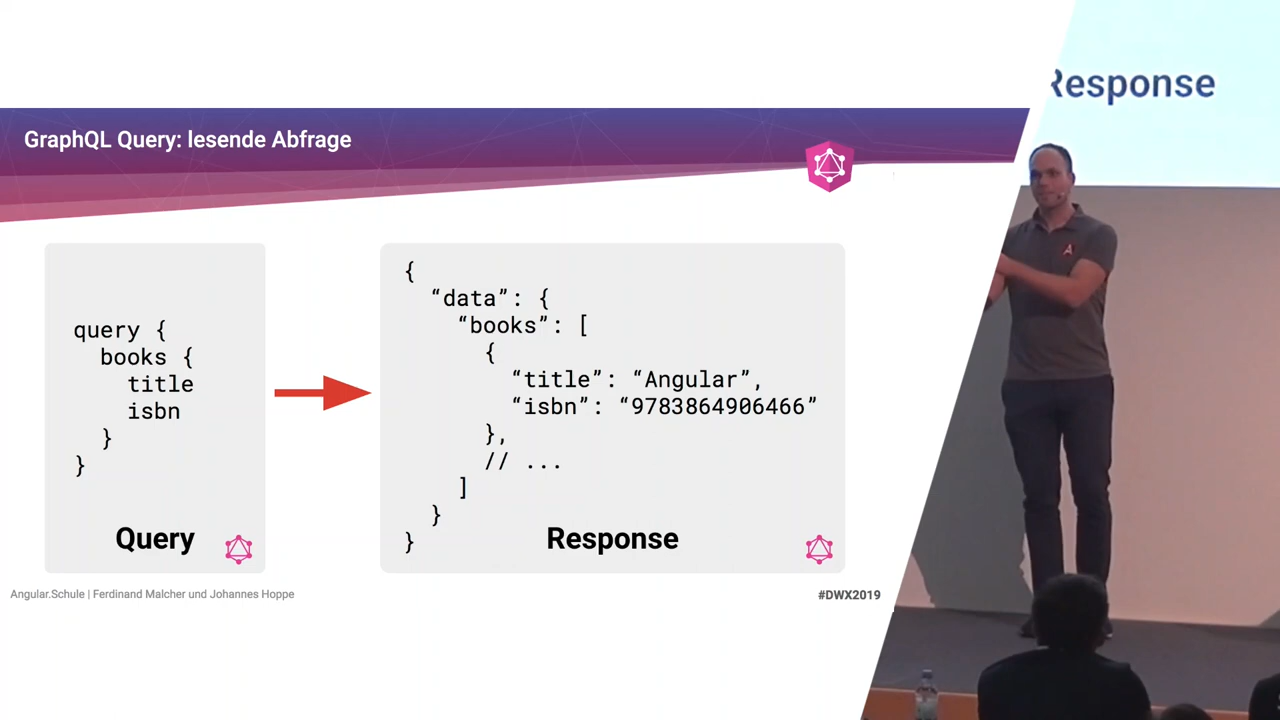 GraphQL Query: lesende Abfrage
query {
books {
title
isbn
}
}
Query
{
“data”: {
“books”: [
{
“title”: “Angular”,
“isbn”: “9783864906466”
},
// ...
]
}
}
Response
Angular.Schule | Ferdinand Malcher und Johannes Hoppe
#DWX2019
Response
A